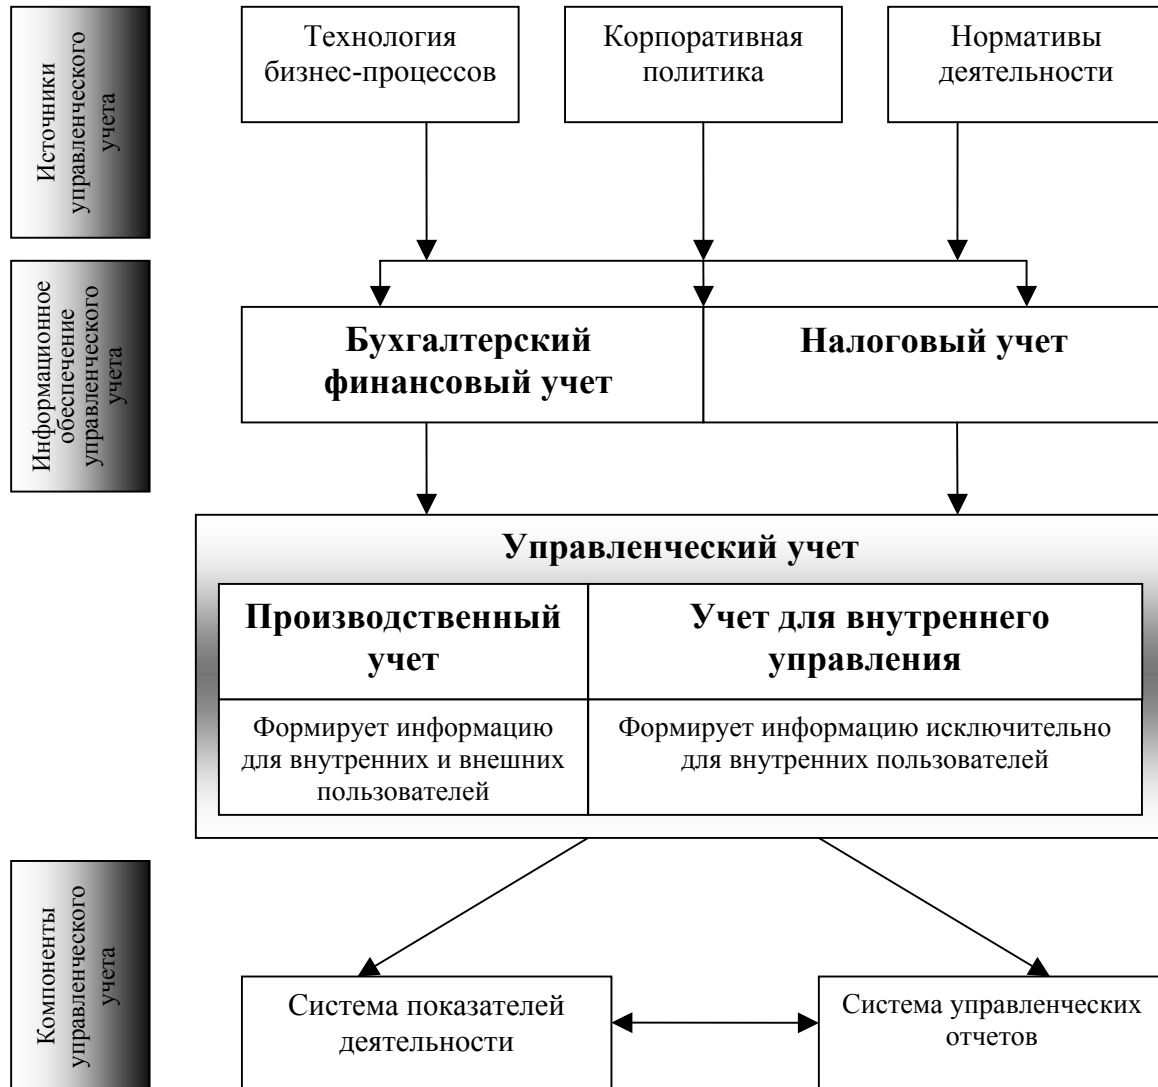 Источники
управленческого
учета
Технология
бизнес-процессов
Корпоративная
политика
Нормативы
деятельности
Информационное
обеспечение
управленческого
учета
Бухгалтерский
финансовый учет
Налоговый учет
Управленческий учет
Производственный
учет
Учет для внутреннего
управления
Формирует информацию
для внутренних и внешних
пользователей
Формирует информацию исключительно
для внутренних пользователей
Компоненты
управленческого
учета
Система показателей
деятельности
Система управленческих
отчетов